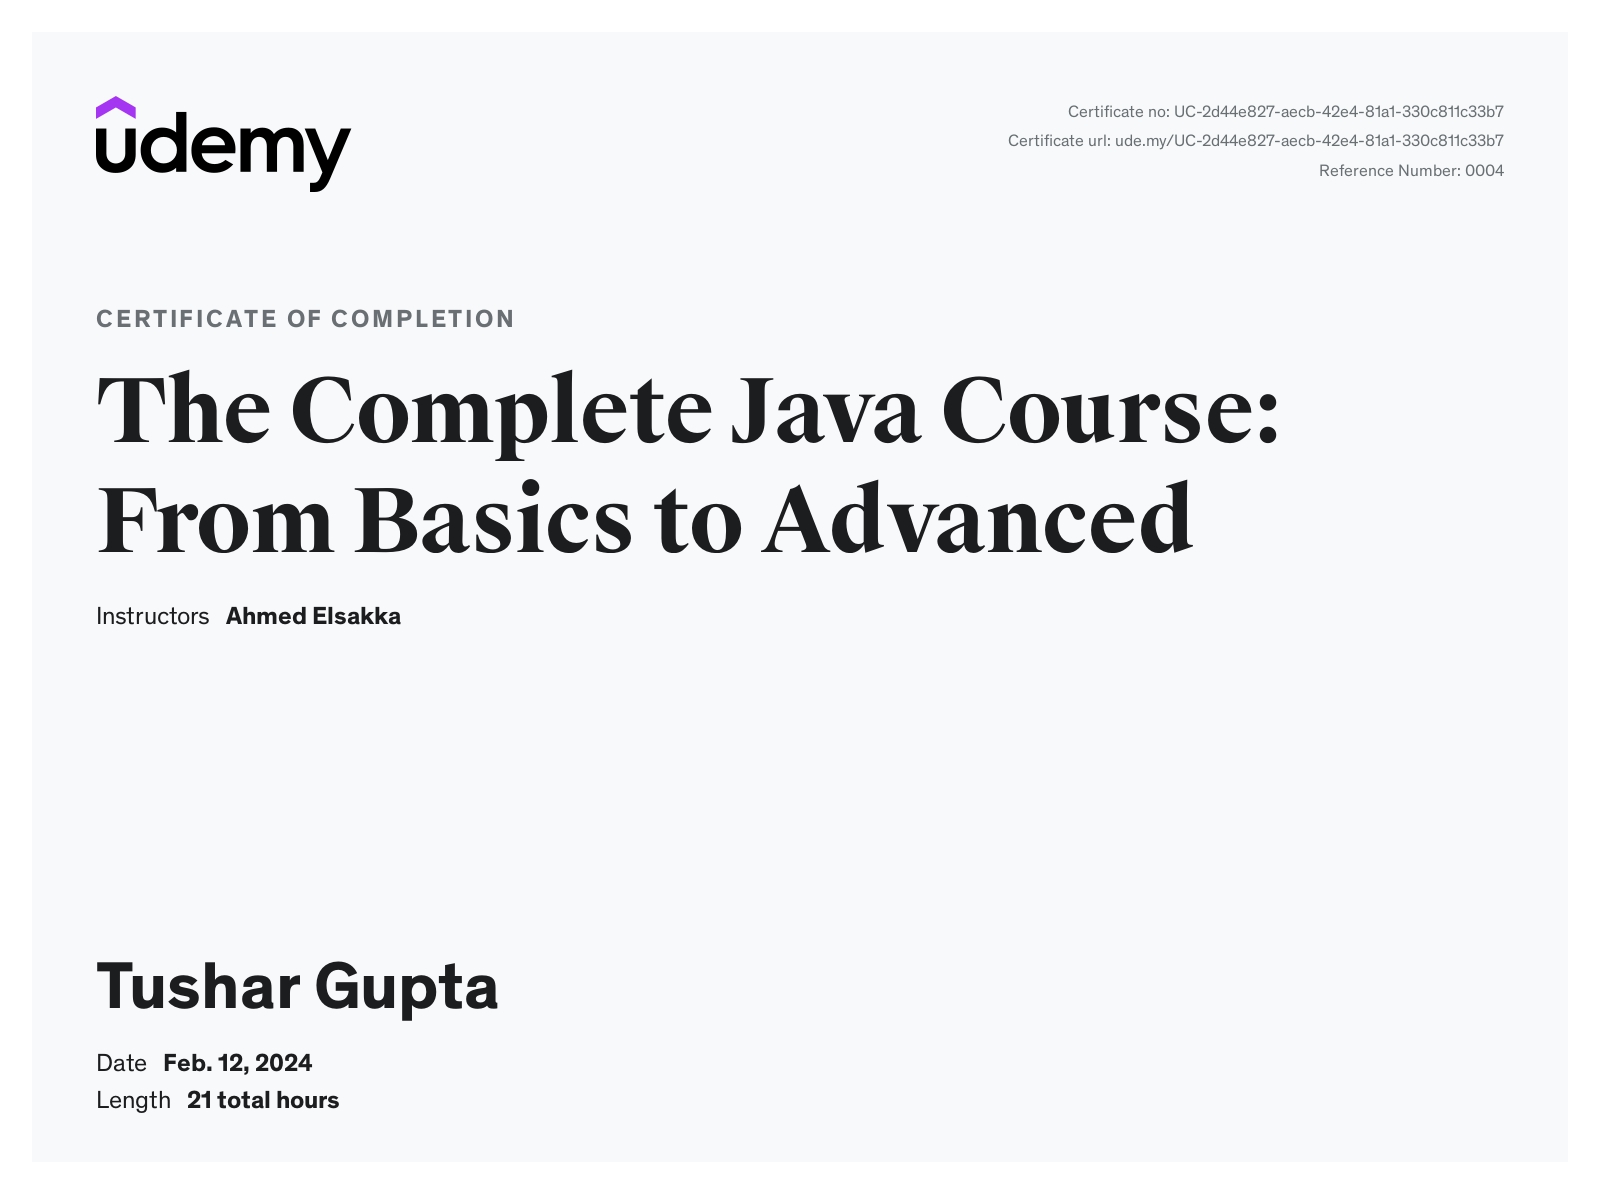 udemy
Certificate no: UC-2d44e827-aecb-42e4-81a1-330c811c33b7
Certificate url: ude.my/UC-2d44e827-aecb-42e4-81a1-330c811c33b7
Reference Number: 0004
CERTIFICATE OF COMPLETION
The Complete Java Course:
From Basics to Advanced
Instructors Ahmed Elsakka
Tushar Gupta
Date Feb. 12, 2024
Length 21 total hours